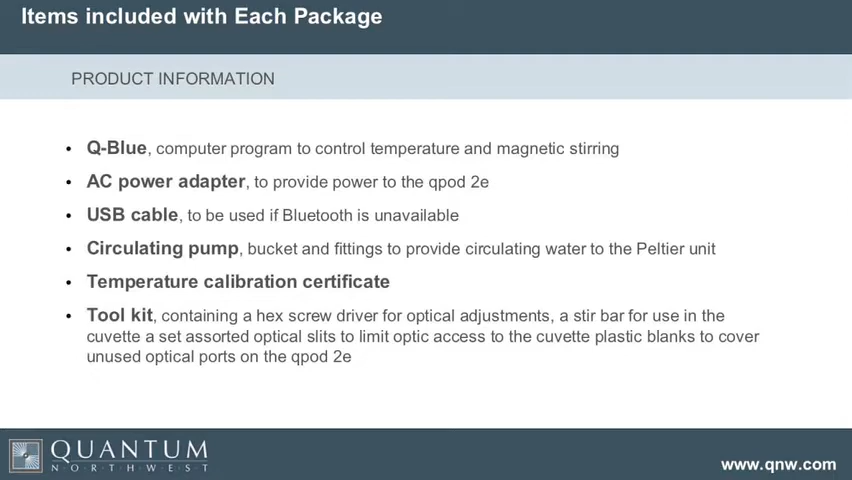 Items included with Each Package
PRODUCT INFORMATION
• Q-Blue, computer program to control temperature and magnetic stirring
• AC power adapter, to provide power to the qpod 2e
• USB cable, to be used if Bluetooth is unavailable
• Circulating pump, bucket and fittings to provide circulating water to the Peltier unit
• Temperature calibration certificate
• Tool kit, containing a hex screw driver for optical adjustments, a stir bar for use in the
cuvette a set assorted optical slits to limit optic access to the cuvette plastic blanks to cover
unused optical ports on the qpod 2e
QUANTUM
N·O·R·T·H·W·E·S·T
www.qnw.com